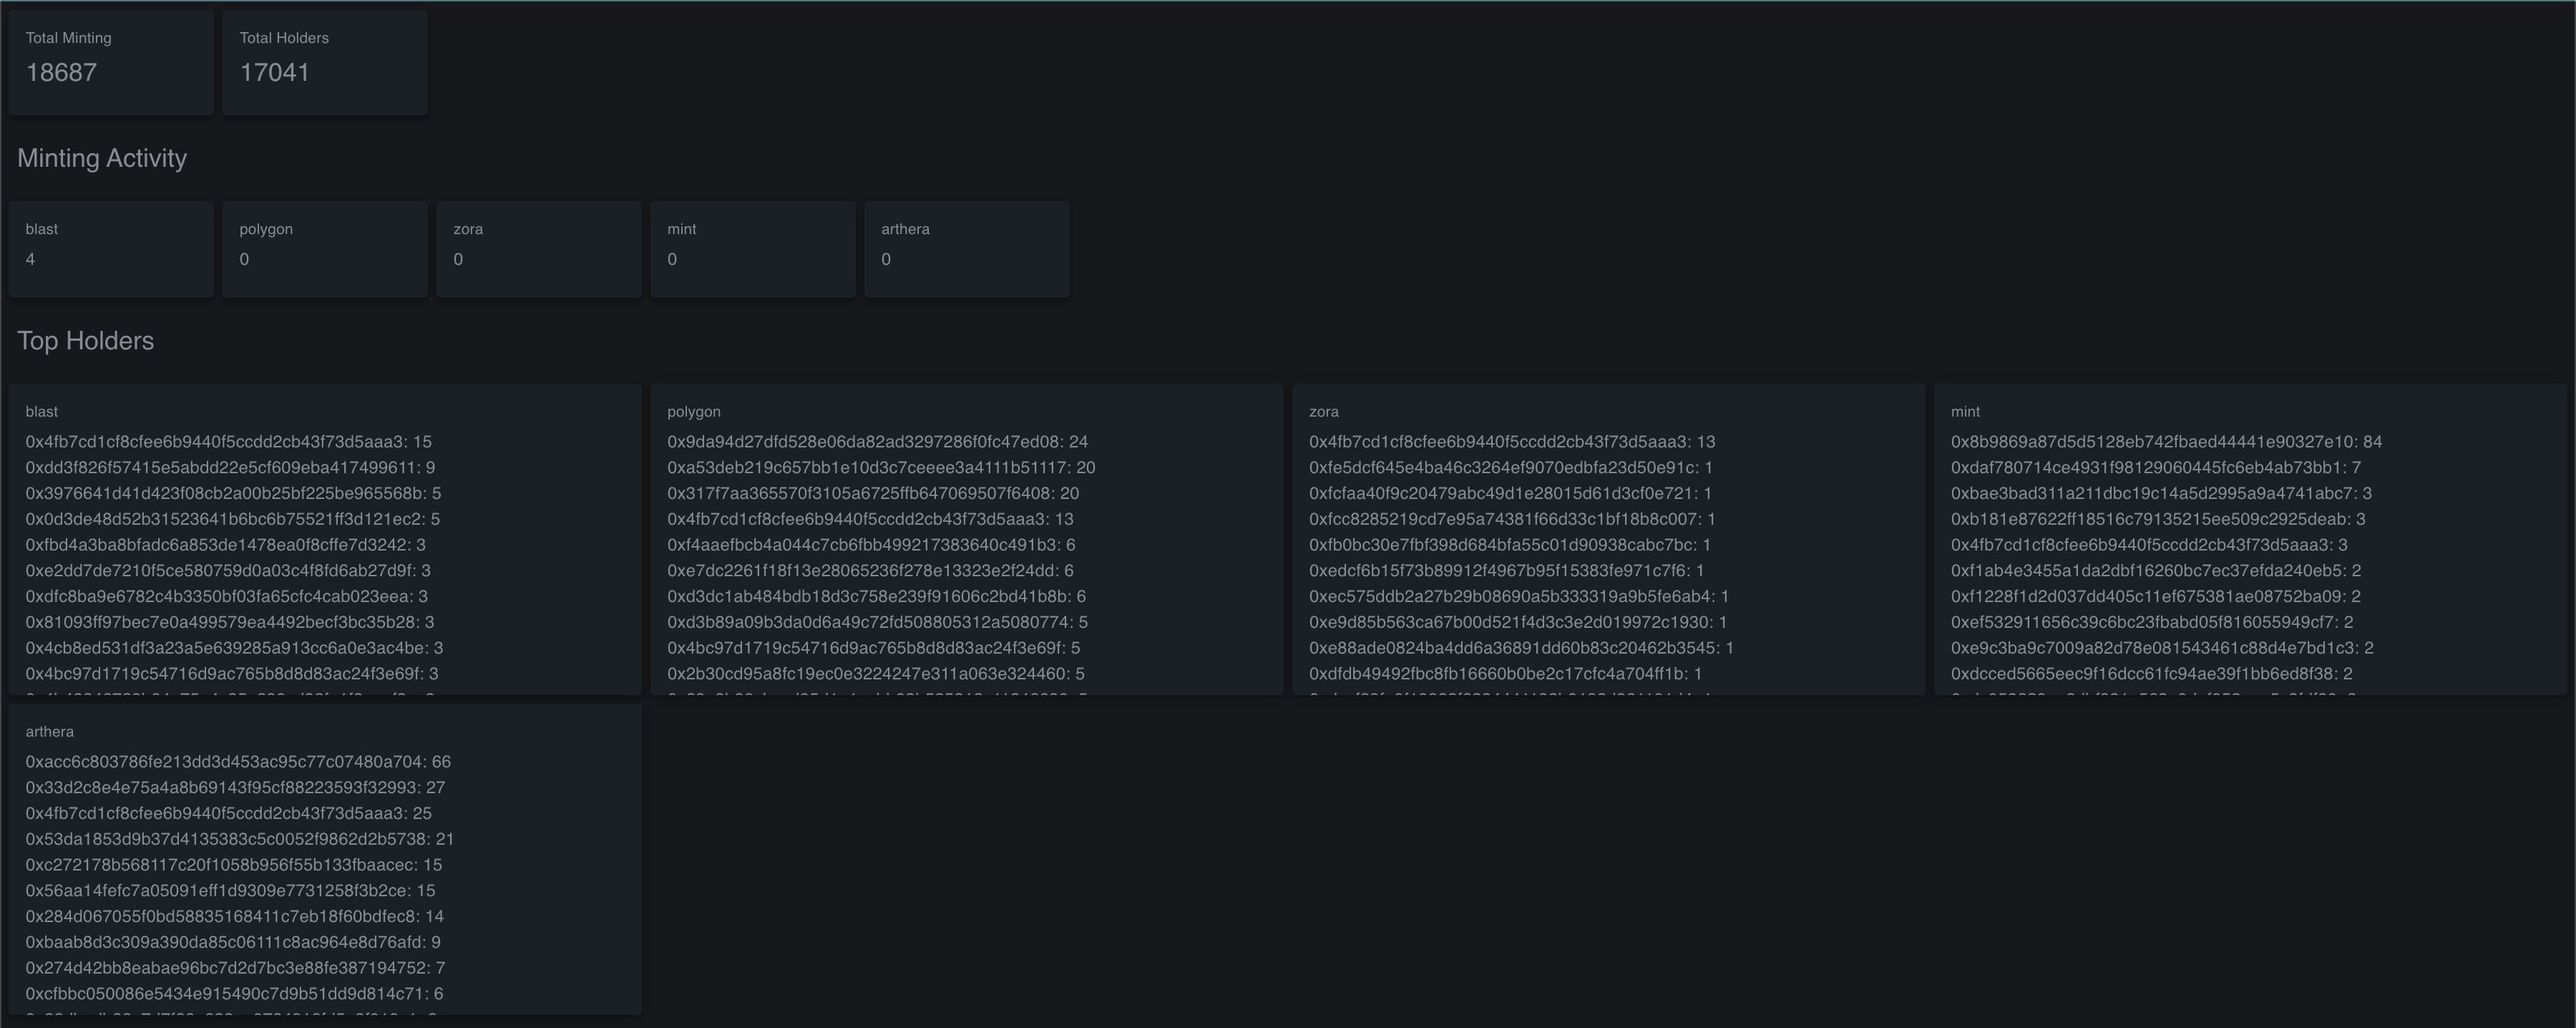 Total Minting
18687
Total Holders
17041
Minting Activity
blast
4
polygon
0
zora
0
mint
0
arthera
0
Top Holders
blast
0x4fb7cd1cf8cfee6b9440f5ccdd2cb43f73d5aaa3: 15
0xdd3f826f57415e5abdd22e5cf609eba417499611: 9
0x3976641d41d423f08cb2a00b25bf225be965568b: 5
0x0d3de48d52b31523641b6bc6b75521ff3d121ec2: 5
0xfbd4a3ba8bfadc6a853de1478ea0f8cffe7d3242: 3
0xe2dd7de7210f5ce580759d0a03c4f8fd6ab27d9f: 3
0xdfc8ba9e6782c4b3350bf03fa65cfc4cab023eea: 3
0x81093ff97bec7e0a499579ea4492becf3bc35b28: 3
0x4cb8ed531df3a23a5e639285a913cc6a0e3ac4be: 3
0x4bc97d1719c54716d9ac765b8d8d83ac24f3e69f: 3
polygon
0x9da94d27dfd528e06da82ad3297286f0fc47ed08: 24
0xa53deb219c657bb1e10d3c7ceeee3a4111b51117: 20
0x317f7aa365570f3105a6725ffb647069507f6408: 20
0x4fb7cd1cf8cfee6b9440f5ccdd2cb43f73d5aaa3: 13
0xf4aaefbcb4a044c7cb6fbb499217383640c491b3: 6
0xe7dc2261f18f13e28065236f278e13323e2f24dd: 6
0xd3dc1ab484bdb18d3c758e239f91606c2bd41b8b: 6
0xd3b89a09b3da0d6a49c72fd508805312a5080774: 5
0x4bc97d1719c54716d9ac765b8d8d83ac24f3e69f: 5
0x2b30cd95a8fc19ec0e3224247e311a063e324460: 5
zora
0x4fb7cd1cf8cfee6b9440f5ccdd2cb43f73d5aaa3: 13
0xfe5dcf645e4ba46c3264ef9070edbfa23d50e91c: 1
0xfcfaa40f9c20479abc49d1e28015d61d3cf0e721: 1
0xfcc8285219cd7e95a74381f66d33c1bf18b8c007: 1
0xfb0bc30e7fbf398d684bfa55c01d90938cabc7bc: 1
0xedcf6b15f73b89912f4967b95f15383fe971c7f6: 1
0xec575ddb2a27b29b08690a5b333319a9b5fe6ab4: 1
0xe9d85b563ca67b00d521f4d3c3e2d019972c1930: 1
0xe88ade0824ba4dd6a36891dd60b83c20462b3545: 1
0xdfdb49492fbc8fb16660b0be2c17cfc4a704ff1b: 1
mint
0x8b9869a87d5d5128eb742fbaed44441e90327e10: 84
0xdaf780714ce4931f98129060445fc6eb4ab73bb1: 7
0xbae3bad311a211dbc19c14a5d2995a9a4741abc7: 3
0xb181e87622ff18516c79135215ee509c2925deab: 3
0x4fb7cd1cf8cfee6b9440f5ccdd2cb43f73d5aaa3: 3
0xf1ab4e3455a1da2dbf16260bc7ec37efda240eb5: 2
0xf1228f1d2d037dd405c11ef675381ae08752ba09: 2
0xef532911656c39c6bc23fbabd05f816055949cf7: 2
0xe9c3ba9c7009a82d78e081543461c88d4e7bd1c3: 2
0xdcced5665eec9f16dcc61fc94ae39f1bb6ed8f38: 2
arthera
0xacc6c803786fe213dd3d453ac95c77c07480a704: 66
0x33d2c8e4e75a4a8b69143f95cf88223593f32993: 27
0x4fb7cd1cf8cfee6b9440f5ccdd2cb43f73d5aaa3: 25
0x53da1853d9b37d4135383c5c0052f9862d2b5738: 21
0xc272178b568117c20f1058b956f55b133fbaacec: 15
0x56aa14fefc7a05091eff1d9309e7731258f3b2ce: 15
0x284d067055f0bd58835168411c7eb18f60bdfec8: 14
0xbaab8d3c309a390da85c06111c8ac964e8d76afd: 9
0x274d42bb8eabae96bc7d2d7bc3e88fe387194752: 7
0xcfbbc050086e5434e915490c7d9b51dd9d814c71: 6